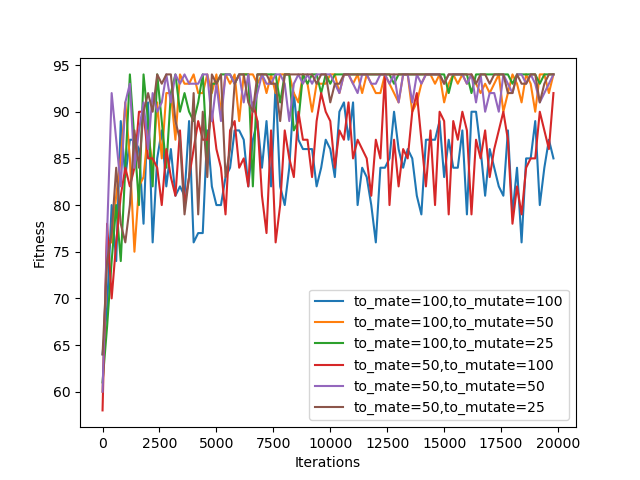 95
90
85
80
75
70
65
60
Fitness
to_mate=100,to_mutate=100
to_mate=100,to_mutate=50
to_mate=100,to_mutate=25
to_mate=50,to_mutate=100
to_mate=50,to_mutate=50
to_mate=50,to_mutate=25
0 2500 5000 7500 10000 12500 15000 17500 20000
Iterations